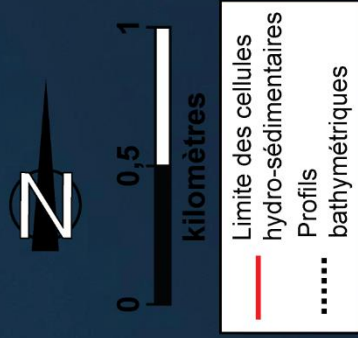 N
0 0,5 1
kilomètres
Limite des cellules
hydro-sédimentaires
Profils
bathymétriques